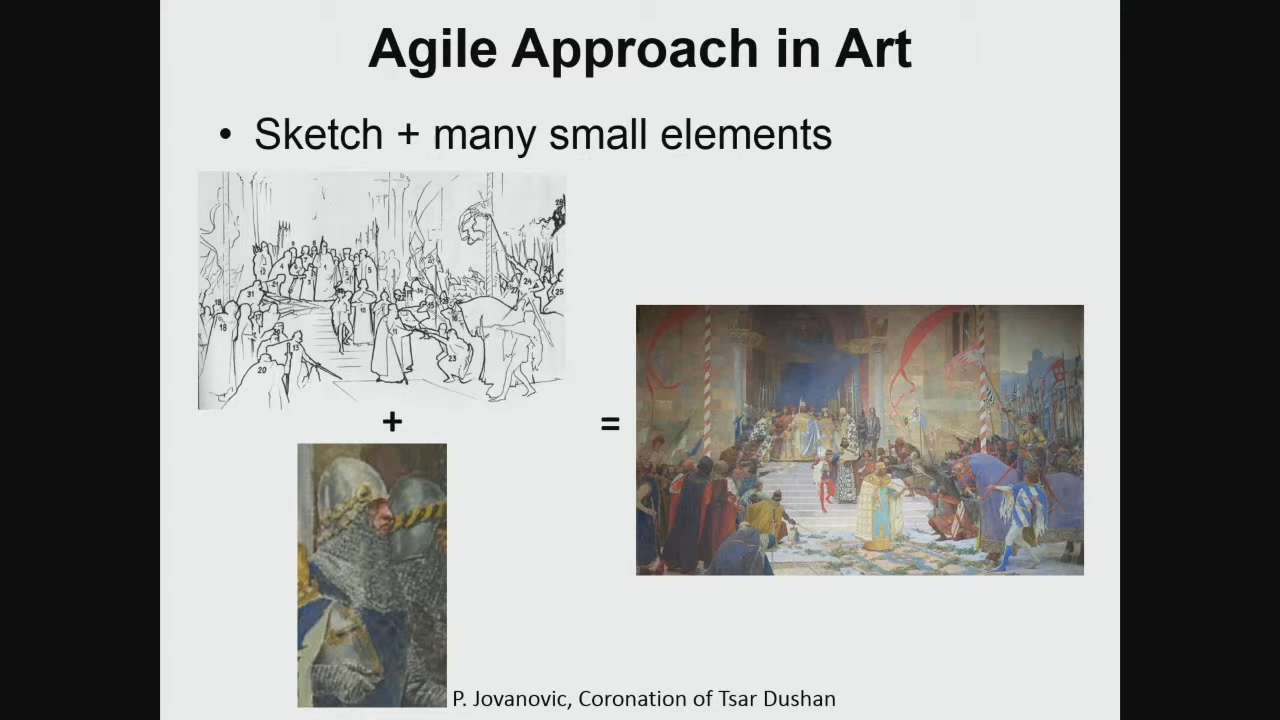 Agile Approach in Art
• Sketch + many small elements
+
=
P. Jovanovic, Coronation of Tsar Dushan